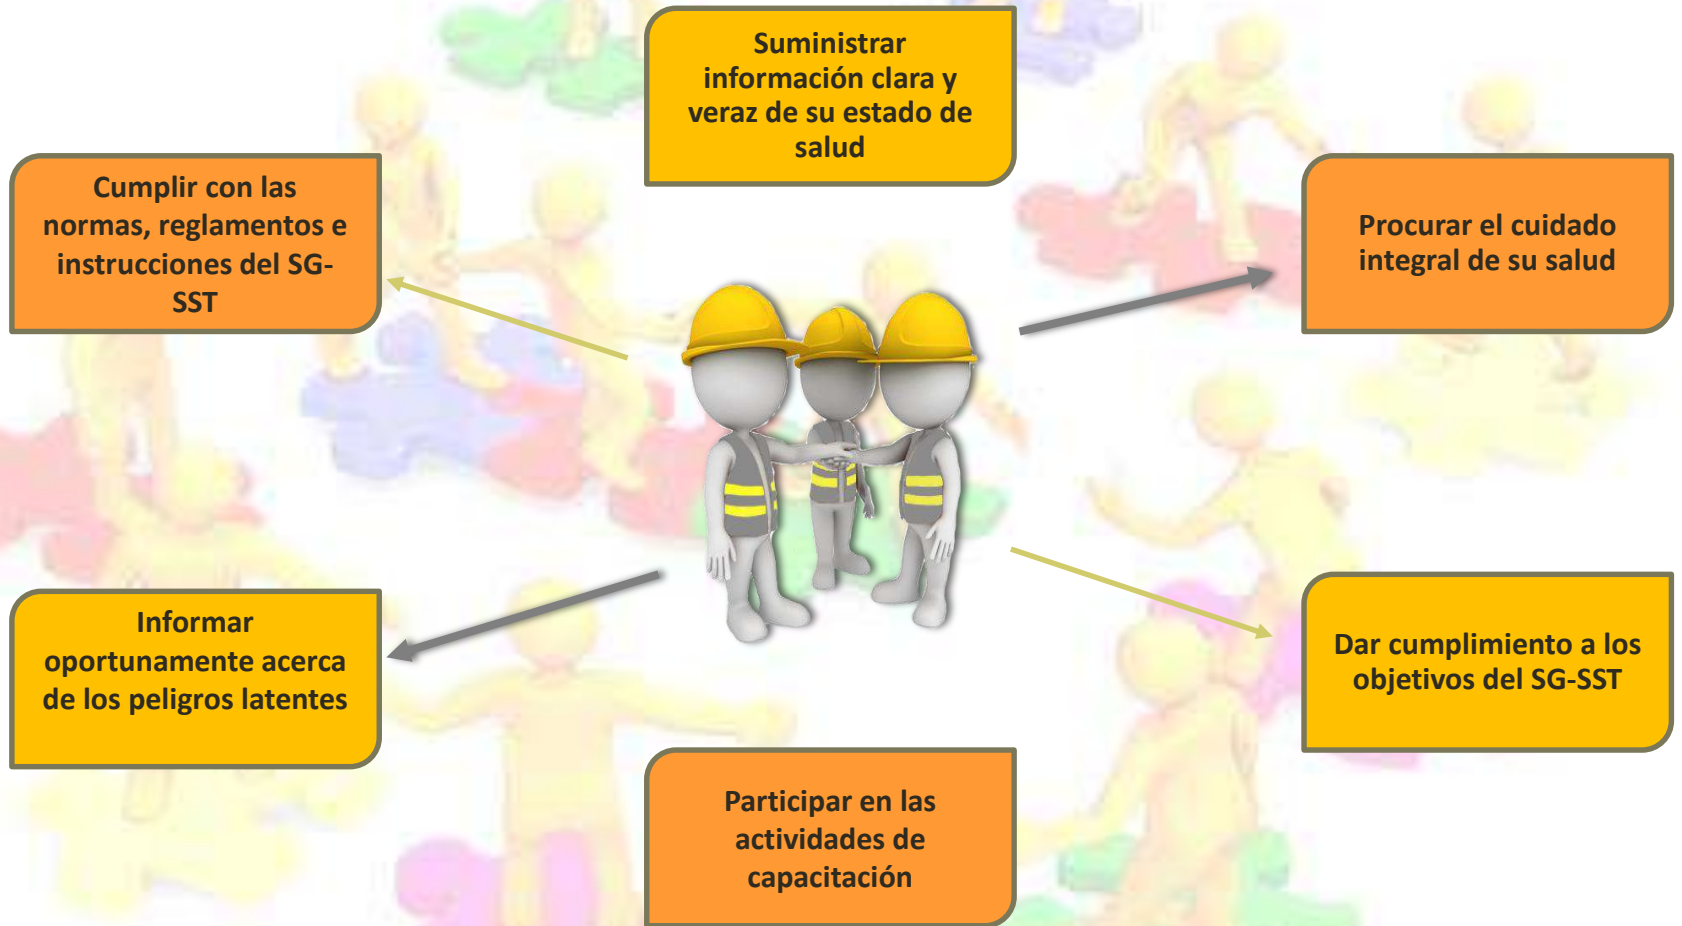 Suministrar
información clara y
veraz de su estado de
salud
Cumplir con las
normas, reglamentos e
instrucciones del SG-
SST
Procurar el cuidado
integral de su salud
Informar
oportunamente acerca
de los peligros latentes
Dar cumplimiento a los
objetivos del SG-SST
Participar en las
actividades de
capacitación